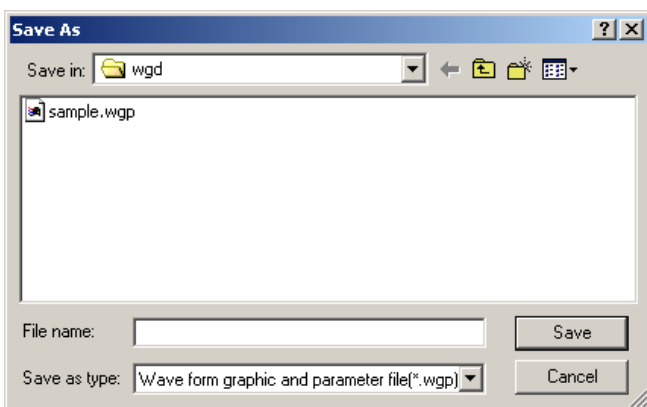 Save As
Save in: wgd
sample.wgp
File name:
Save
Save as type: Wave form graphic and parameter file(*.wgp)
Cancel